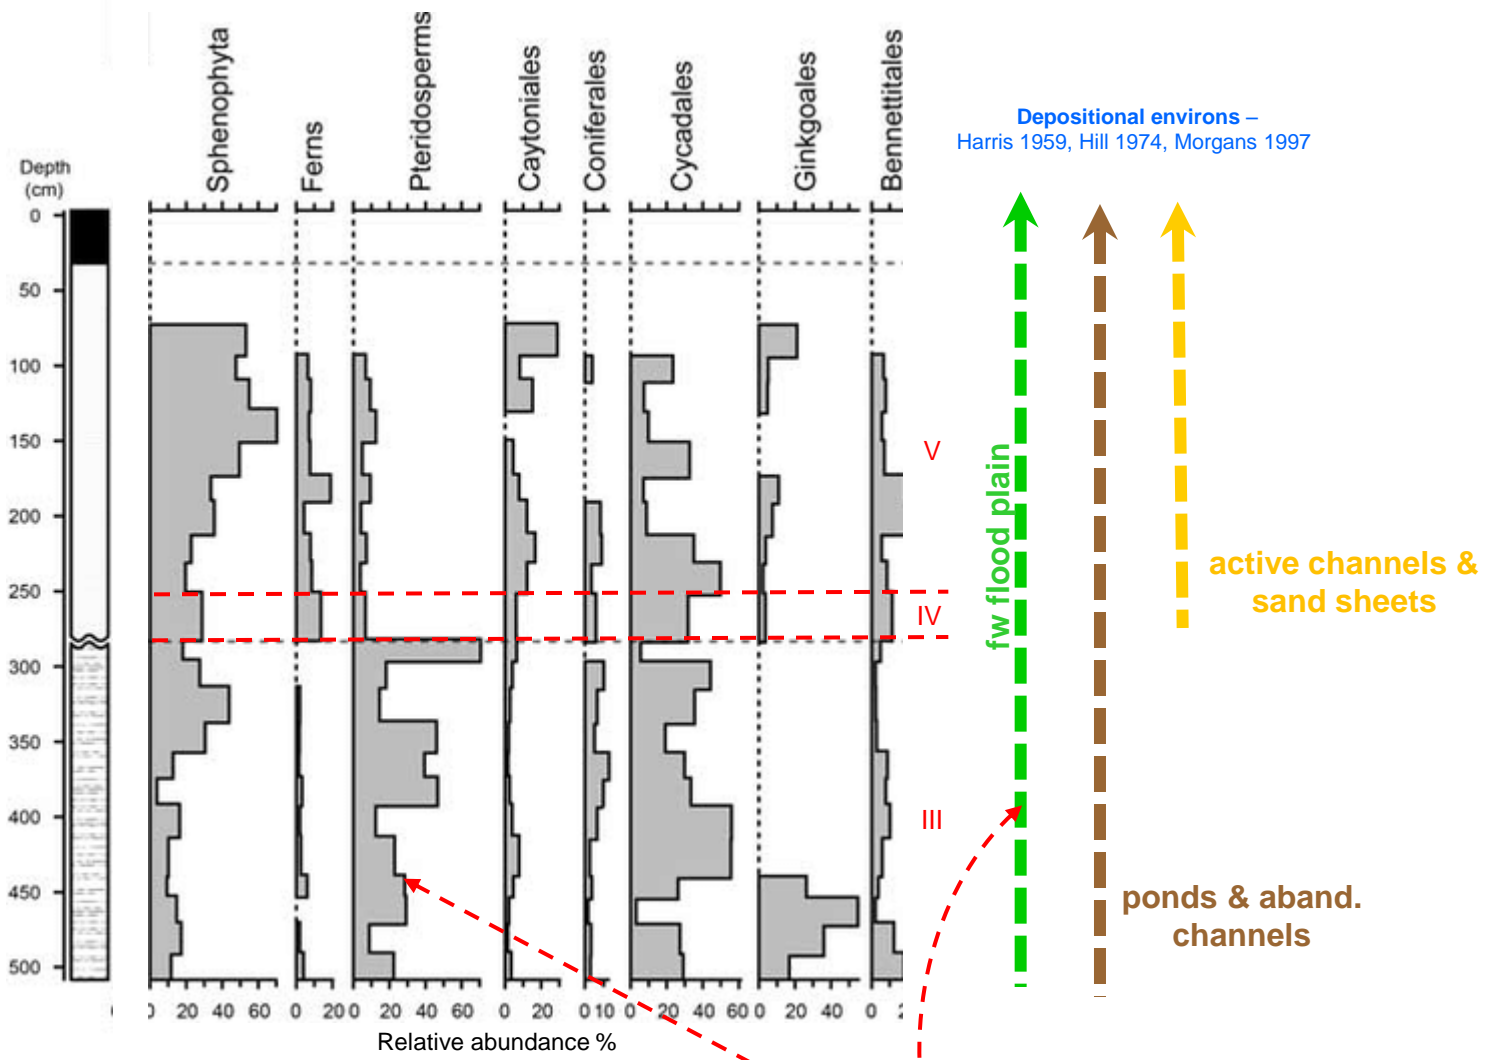 Sphenophyta
Ferns
Pteridosperms
Caytoniales
Coniferales
Cycadales
Ginkgoales
Bennettitales
Depositional environs –
Harris 1959, Hill 1974, Morgans 1997
Depth
(cm)
0
50
100
150
200
250
300
350
400
450
500
V
IV
III
fw flood plain
active channels &
sand sheets
ponds & aband.
channels
0 20 40 60
0 20
0 20 40 60
0 20
0 10
0 20 40 60
0 20 40
0
Relative abundance %